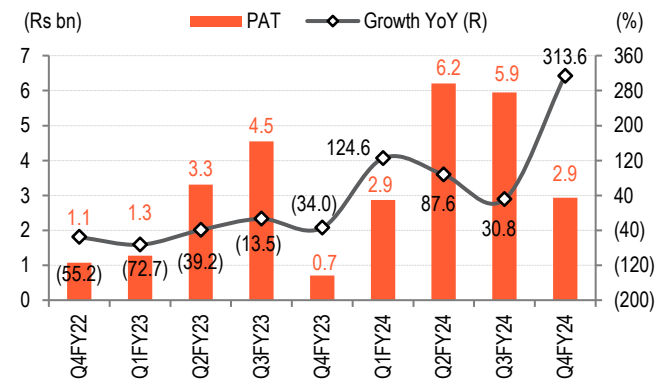 (Rs bn) PAT Growth YoY (R) (%)
7 360
6 280
5 200
4 120
3 40
2 (40)
1 (120)
0 (200)
1.1 1.3 3.3 4.5 0.7 2.9 6.2 5.9 2.9
(55.2) (72.7) (39.2) (13.5) (34.0) 124.6 87.6 30.8 313.6
Q4FY22
Q1FY23
Q2FY23
Q3FY23
Q4FY23
Q1FY24
Q2FY24
Q3FY24
Q4FY24